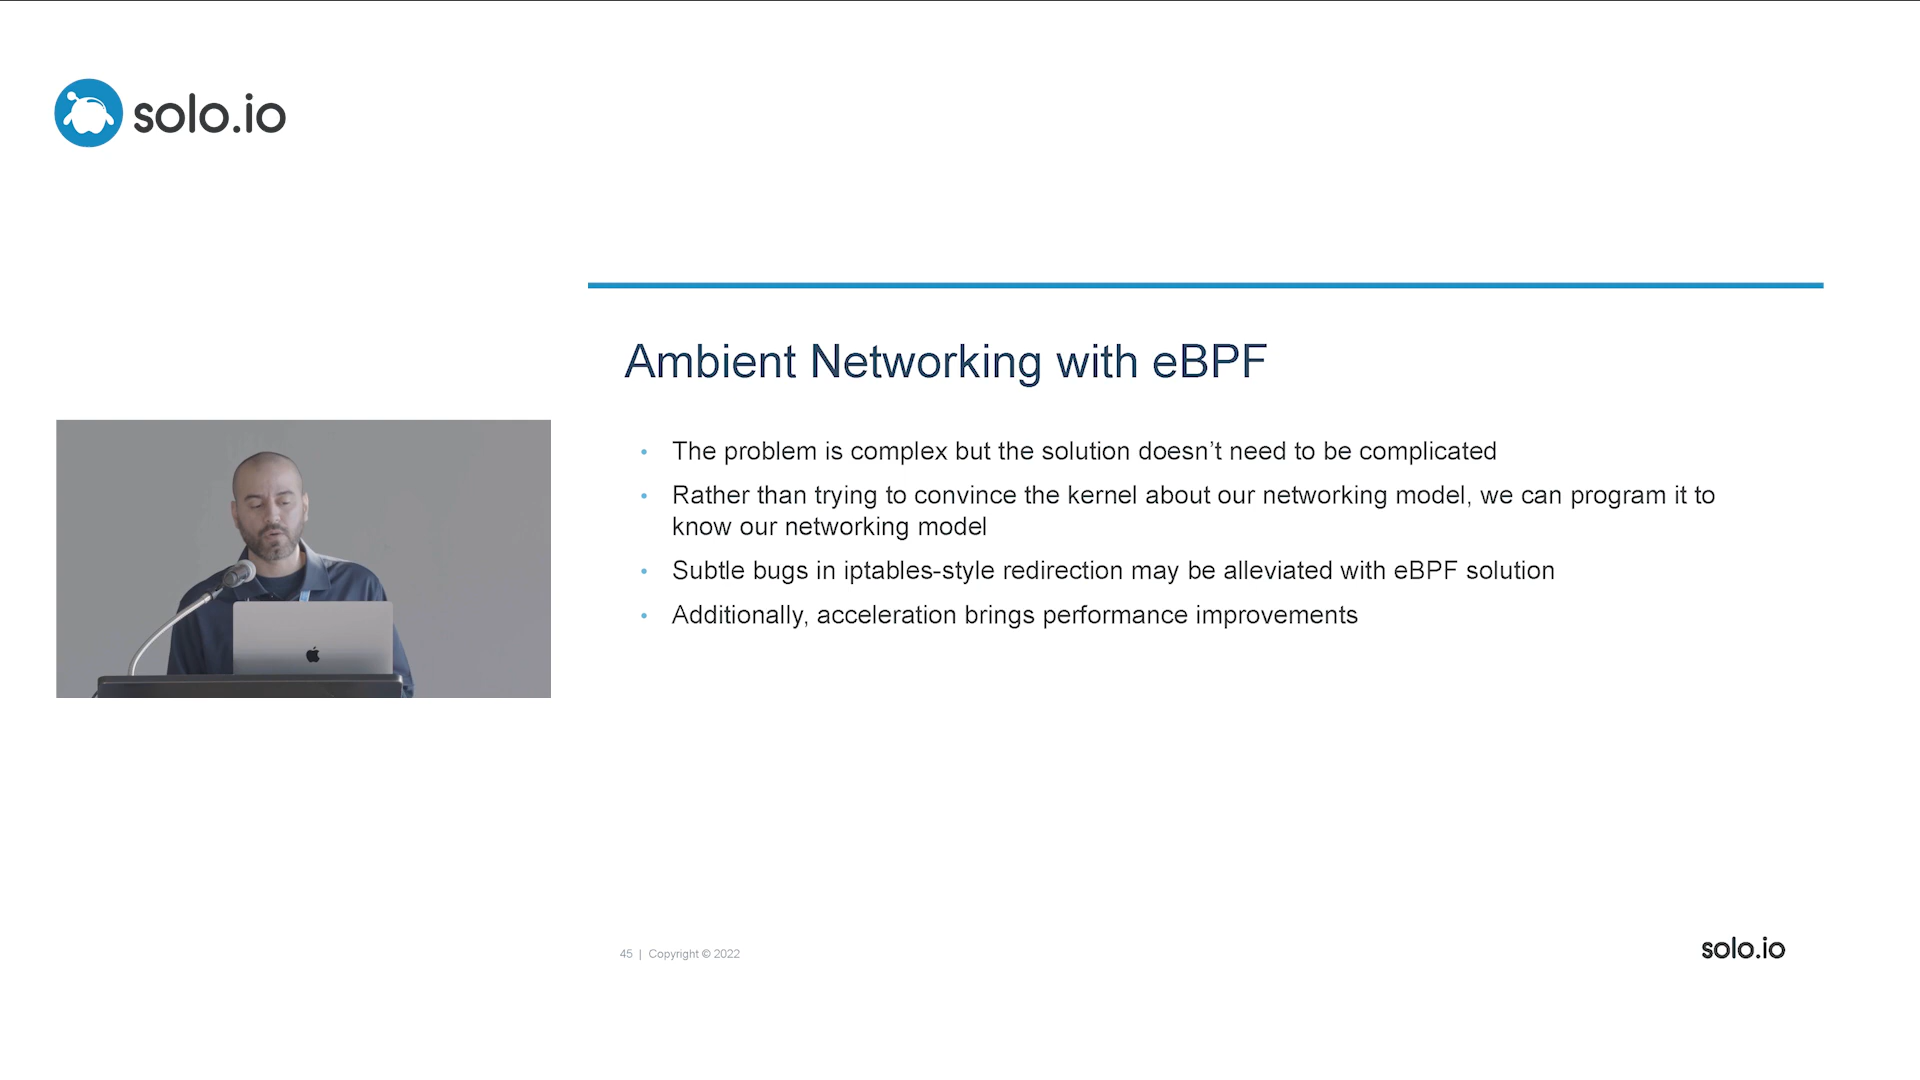 solo.io
Ambient Networking with eBPF
• The problem is complex but the solution doesn’t need to be complicated
• Rather than trying to convince the kernel about our networking model, we can program it to
know our networking model
• Subtle bugs in iptables-style redirection may be alleviated with eBPF solution
• Additionally, acceleration brings performance improvements
45 | Copyright © 2022
solo.io